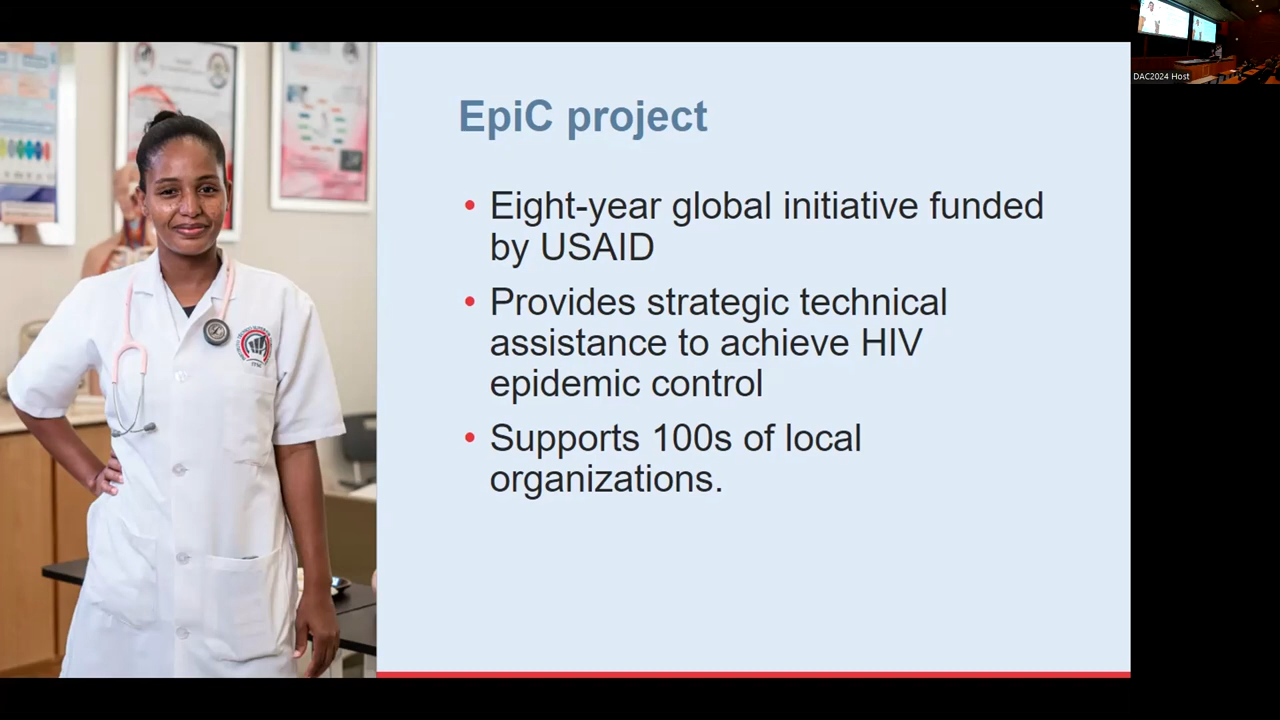 DAC2024 Host
EpiC project
• Eight-year global initiative funded
by USAID
• Provides strategic technical
assistance to achieve HIV
epidemic control
• Supports 100s of local
organizations.